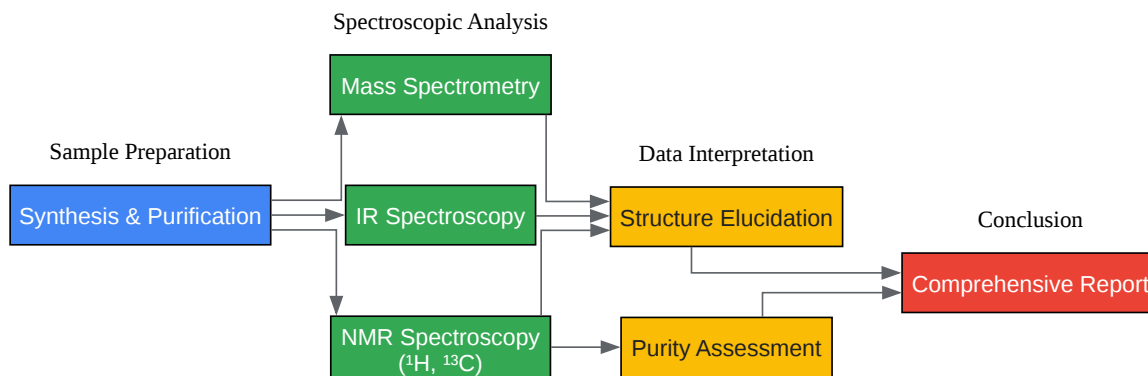 Spectroscopic Analysis
Mass Spectrometry
Sample Preparation
Data Interpretation
Synthesis & Purification
IR Spectroscopy
Structure Elucidation
Conclusion
Comprehensive Report
NMR Spectroscopy
(¹H, ¹³C)
Purity Assessment